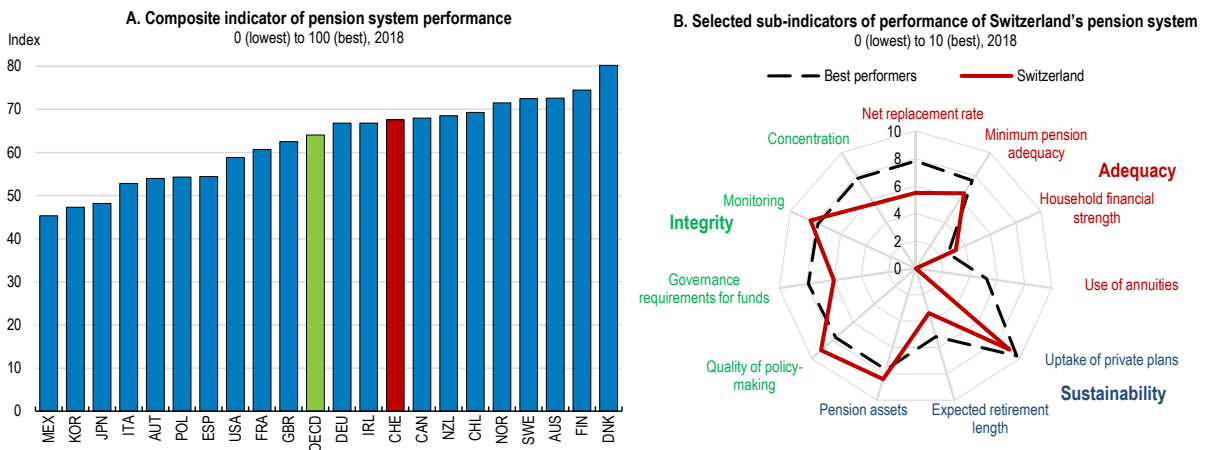 A. Composite indicator of pension system performance
0 (lowest) to 100 (best), 2018
Index
80
70
60
50
40
30
20
10
0
MEX
KOR
JPN
ITA
AUT
POL
ESP
USA
FRA
GBR
OECD
DEU
IRL
CHE
CAN
NZL
CHL
NOR
SWE
AUS
FIN
DNK
B. Selected sub-indicators of performance of Switzerland's pension system
0 (lowest) to 10 (best), 2018
Best performers
Switzerland
Net replacement rate
Minimum pension
adequacy
Adequacy
Household financial
strength
Use of annuities
Uptake of private plans
Sustainability
Expected retirement
length
Pension assets
Quality of policy-
making
Governance
requirements for funds
Integrity
Monitoring
Concentration
10
8
6
4
2
0